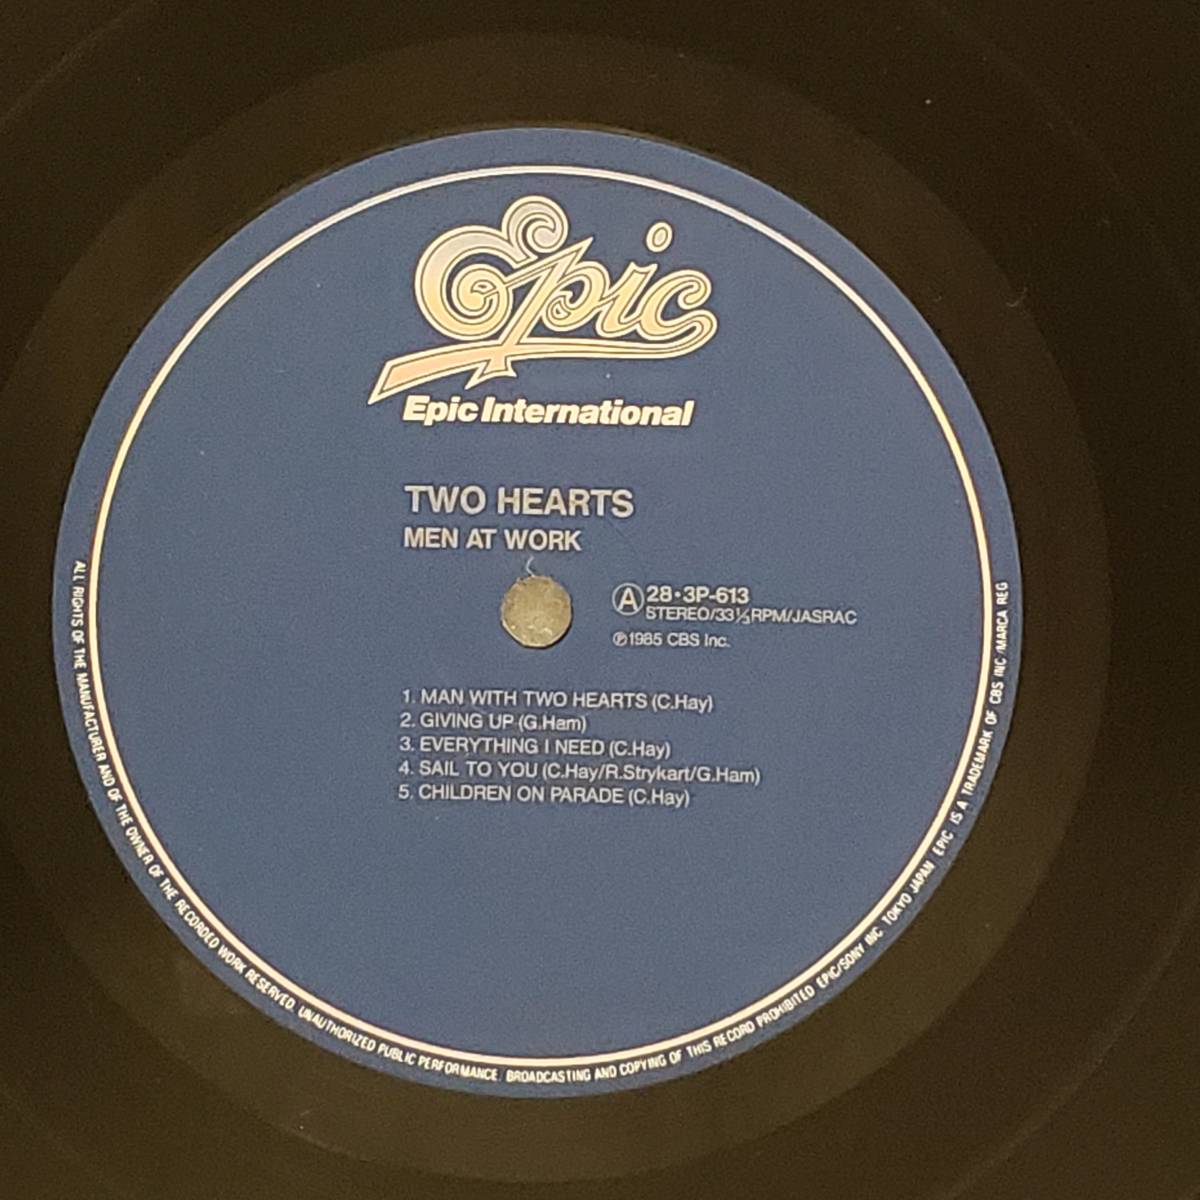 Epic
Epic International
TWO HEARTS
MEN AT WORK
A 28・3P-613
STEREO/33⅓RPM/JASRAC
℗1985 CBS Inc.
1. MAN WITH TWO HEARTS (C.Hay)
2. GIVING UP (G.Ham)
3. EVERYTHING I NEED (C.Hay)
4. SAIL TO YOU (C.Hay/R.Strykart/G.Ham)
5. CHILDREN ON PARADE (C.Hay)
ALL RIGHTS OF THE MANUFACTURER AND OF THE OWNER OF THE RECORDED WORK RESERVED. UNAUTHORIZED PUBLIC PERFORMANCE. BROADCASTING AND COPYING OF THIS RECORD PROHIBITED EPIC/SONY INC TOKYO JAPAN EPIC IS A TRADEMARK OF CBS INC /MARCA REG